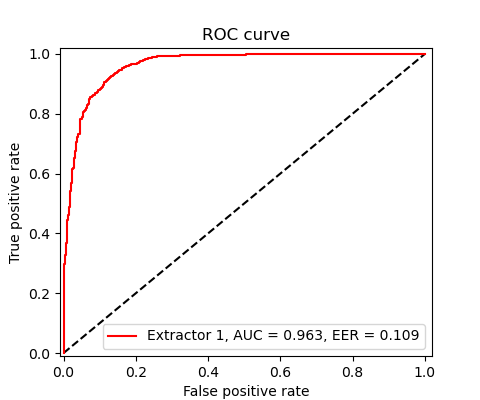 ROC curve
1.0
0.8
0.6
0.4
0.2
0.0
True positive rate
Extractor 1, AUC = 0.963, EER = 0.109
0.0 0.2 0.4 0.6 0.8 1.0
False positive rate